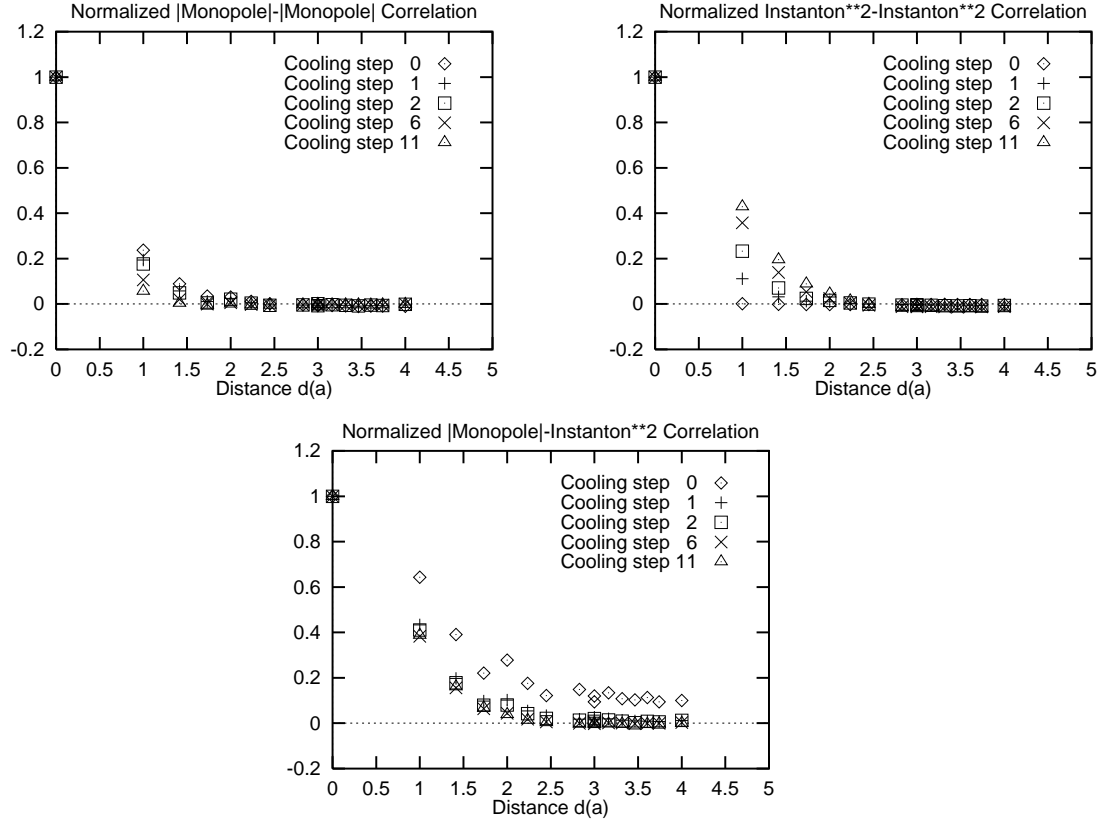 Normalized |Monopole|-|Monopole| Correlation
1.2
1
0.8
0.6
0.4
0.2
0
-0.2
Cooling step 0
Cooling step 1
Cooling step 2
Cooling step 6
Cooling step 11
0 0.5 1 1.5 2 2.5 3 3.5 4 4.5 5
Distance d(a)
Normalized Instanton**2-Instanton**2 Correlation
1.2
1
0.8
0.6
0.4
0.2
0
-0.2
Cooling step 0
Cooling step 1
Cooling step 2
Cooling step 6
Cooling step 11
0 0.5 1 1.5 2 2.5 3 3.5 4 4.5 5
Distance d(a)
Normalized |Monopole|-Instanton**2 Correlation
1.2
1
0.8
0.6
0.4
0.2
0
-0.2
Cooling step 0
Cooling step 1
Cooling step 2
Cooling step 6
Cooling step 11
0 0.5 1 1.5 2 2.5 3 3.5 4 4.5 5
Distance d(a)